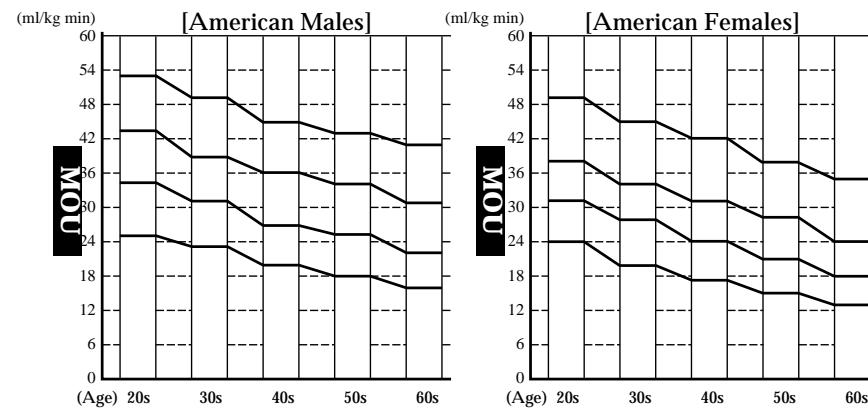 (ml/kg min)
[American Males]
60
54
48
42
36
30
24
18
12
6
0
MOU
(Age) 20s 30s 40s 50s 60s
(ml/kg min)
[American Females]
60
54
48
42
36
30
24
18
12
6
0
MOU
(Age) 20s 30s 40s 50s 60s